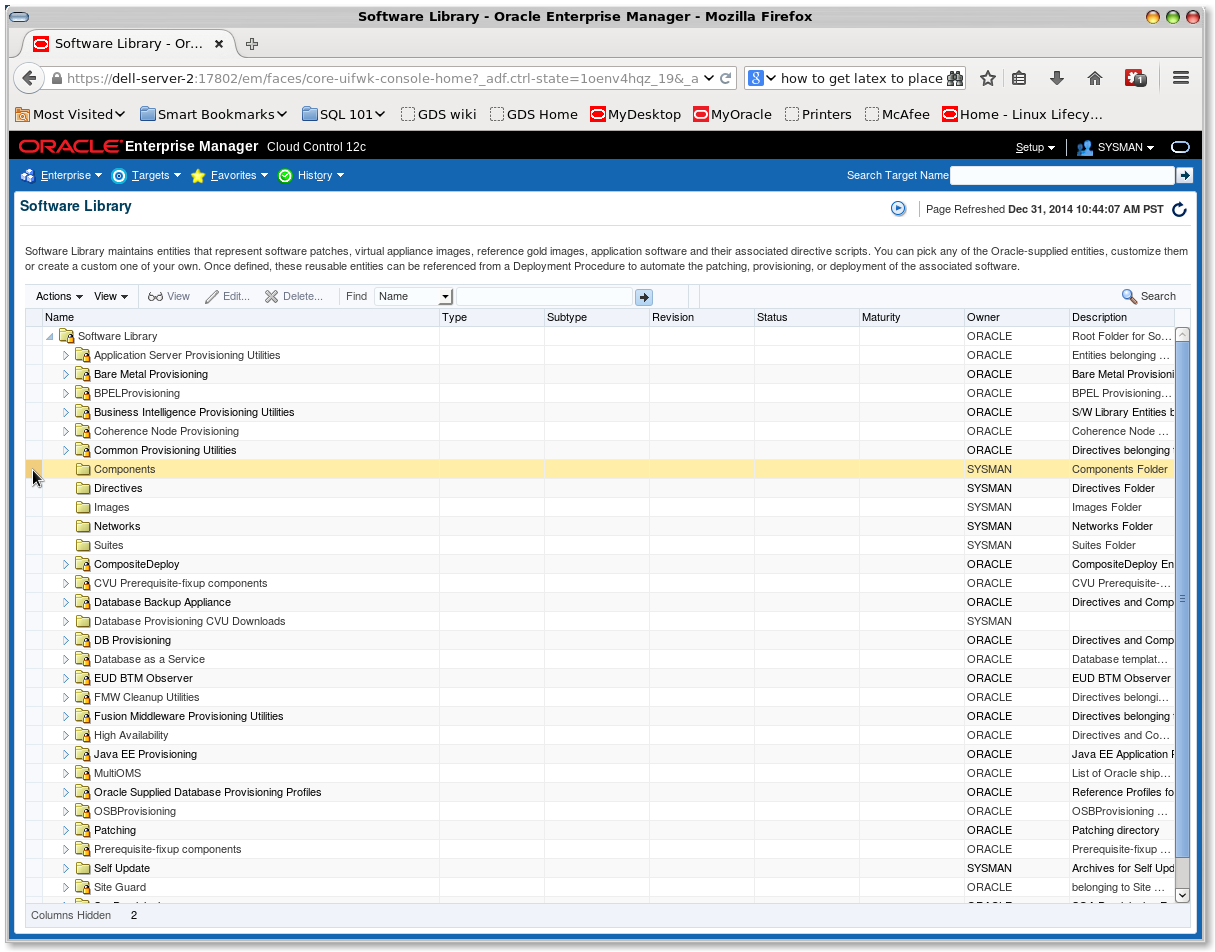 Software Library - Oracle Enterprise Manager - Mozilla Firefox
Software Library - Or...
https://dell-server-2:17802/em/faces/core-uifwk-console-home?_adf.ctrl-state=1oenv4hqz_19&_a
how to get latex to place
Most Visited Smart Bookmarks SQL 101 GDS wiki GDS Home MyDesktop MyOracle Printers McAfee Home - Linux Lifecy...
ORACLE Enterprise Manager Cloud Control 12c Setup SYSMAN
Enterprise Targets Favorites History Search Target Name
Software Library
Page Refreshed Dec 31, 2014 10:44:07 AM PST
Software Library maintains entities that represent software patches, virtual appliance images, reference gold images, application software and their associated directive scripts. You can pick any of the Oracle-supplied entities, customize them
or create a custom one of your own. Once defined, these reusable entities can be referenced from a Deployment Procedure to automate the patching, provisioning, or deployment of the associated software.
Actions View View Edit... Delete... Find Name Search
Name Type Subtype Revision Status Maturity Owner Description
Software Library ORACLE Root Folder for So...
Application Server Provisioning Utilities ORACLE Entities belonging ...
Bare Metal Provisioning ORACLE Bare Metal Provisioni
BPELProvisioning ORACLE BPEL Provisioning...
Business Intelligence Provisioning Utilities ORACLE S/W Library Entities b
Coherence Node Provisioning ORACLE Coherence Node ...
Common Provisioning Utilities ORACLE Directives belonging
Components SYSMAN Components Folder
Directives SYSMAN Directives Folder
Images SYSMAN Images Folder
Networks SYSMAN Networks Folder
Suites SYSMAN Suites Folder
CompositeDeploy ORACLE CompositeDeploy En
CVU Prerequisite-fixup components ORACLE CVU Prerequisite-...
Database Backup Appliance ORACLE Directives and Comp
Database Provisioning CVU Downloads SYSMAN
DB Provisioning ORACLE Directives and Comp
Database as a Service ORACLE Database templat...
EUD BTM Observer ORACLE EUD BTM Observer
FMW Cleanup Utilities ORACLE Directives belongi...
Fusion Middleware Provisioning Utilities ORACLE Directives belonging
High Availability ORACLE Directives and Co...
Java EE Provisioning ORACLE Java EE Application
MultiOMS ORACLE List of Oracle ship...
Oracle Supplied Database Provisioning Profiles ORACLE Reference Profiles fo
OSBProvisioning ORACLE OSBProvisioning ...
Patching ORACLE Patching directory
Prerequisite-fixup components ORACLE Prerequisite-fixup ...
Self Update SYSMAN Archives for Self Upd
Site Guard ORACLE belonging to Site ...
Columns Hidden 2